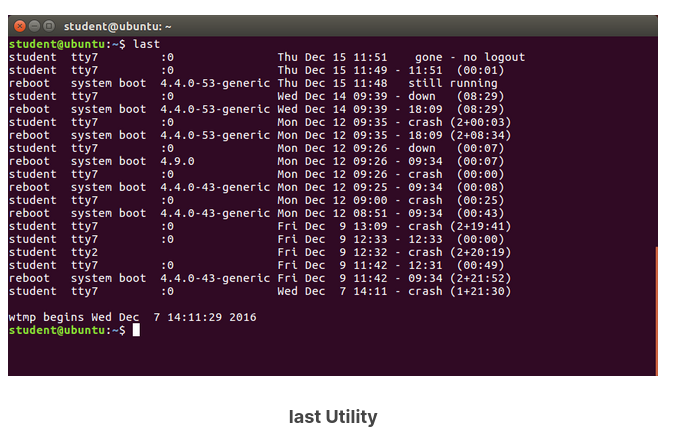 student@ubuntu: ~
student@ubuntu:~$ last
student  tty7         :0               Thu Dec 15 11:51    gone - no logout
student  tty7         :0               Thu Dec 15 11:49 - 11:51  (00:01)
reboot   system boot  4.4.0-53-generic Thu Dec 15 11:48   still running
student  tty7         :0               Wed Dec 14 09:39 - down   (08:29)
reboot   system boot  4.4.0-53-generic Wed Dec 14 09:39 - 18:09  (08:29)
student  tty7         :0               Mon Dec 12 09:35 - crash (2+00:03)
reboot   system boot  4.4.0-53-generic Mon Dec 12 09:35 - 18:09 (2+08:34)
student  tty7         :0               Mon Dec 12 09:26 - down   (00:07)
reboot   system boot  4.9.0            Mon Dec 12 09:26 - 09:34  (00:07)
student  tty7         :0               Mon Dec 12 09:26 - crash  (00:00)
reboot   system boot  4.4.0-43-generic Mon Dec 12 09:25 - 09:34  (00:08)
student  tty7         :0               Mon Dec 12 09:00 - crash  (00:25)
reboot   system boot  4.4.0-43-generic Mon Dec 12 08:51 - 09:34  (00:43)
student  tty7         :0               Fri Dec  9 13:09 - crash (2+19:41)
student  tty7         :0               Fri Dec  9 12:33 - 12:33  (00:00)
student  tty2                          Fri Dec  9 12:32 - crash (2+20:19)
student  tty7         :0               Fri Dec  9 11:42 - 12:31  (00:49)
reboot   system boot  4.4.0-43-generic Fri Dec  9 11:42 - 09:34 (2+21:52)
student  tty7         :0               Wed Dec  7 14:11 - crash (1+21:30)
wtmp begins Wed Dec  7 14:11:29 2016
student@ubuntu:~$
last Utility